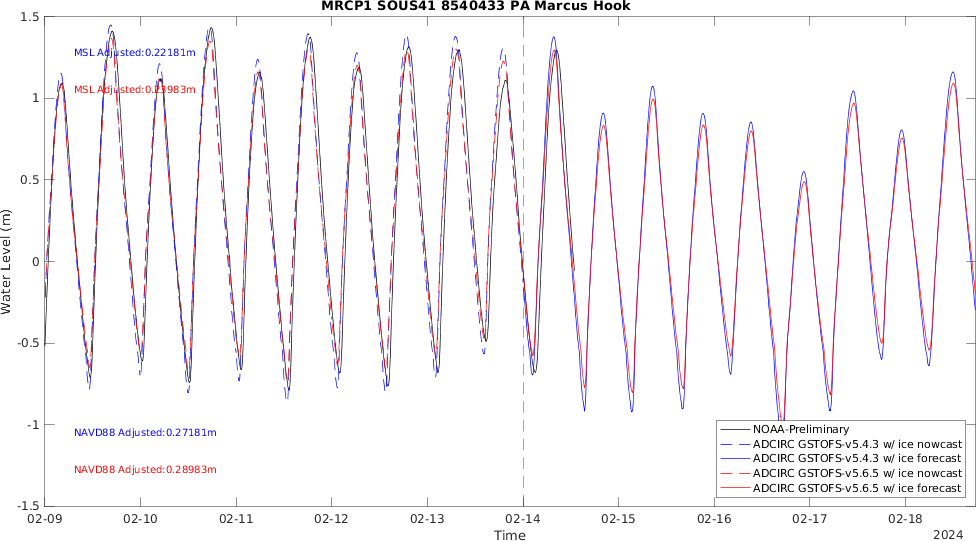 MRCP1 SOUS41 8540433 PA Marcus Hook
1.5
MSL Adjusted:0.22181m
MSL Adjusted:0.23983m
1
0.5
Water Level (m)
0
-0.5
-1
NAVD88 Adjusted:0.27181m
NAVD88 Adjusted:0.28983m
-1.5
NOAA-Preliminary
ADCIRC GSTOFS-v5.4.3 w/ ice nowcast
ADCIRC GSTOFS-v5.4.3 w/ ice forecast
ADCIRC GSTOFS-v5.6.5 w/ ice nowcast
ADCIRC GSTOFS-v5.6.5 w/ ice forecast
02-09 02-10 02-11 02-12 02-13 02-14 02-15 02-16 02-17 02-18
Time
2024